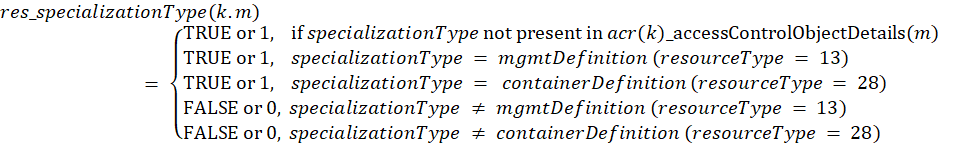 res_specializationType(k.m)
TRUE or 1, if specializationType not present in acr(k)_accessControlObjectDetails(m)
TRUE or 1, specializationType = mgmtDefinition (resourceType = 13)
= TRUE or 1, specializationType = containerDefinition (resourceType = 28)
FALSE or 0, specializationType ≠ mgmtDefinition (resourceType = 13)
FALSE or 0, specializationType ≠ containerDefinition (resourceType = 28)